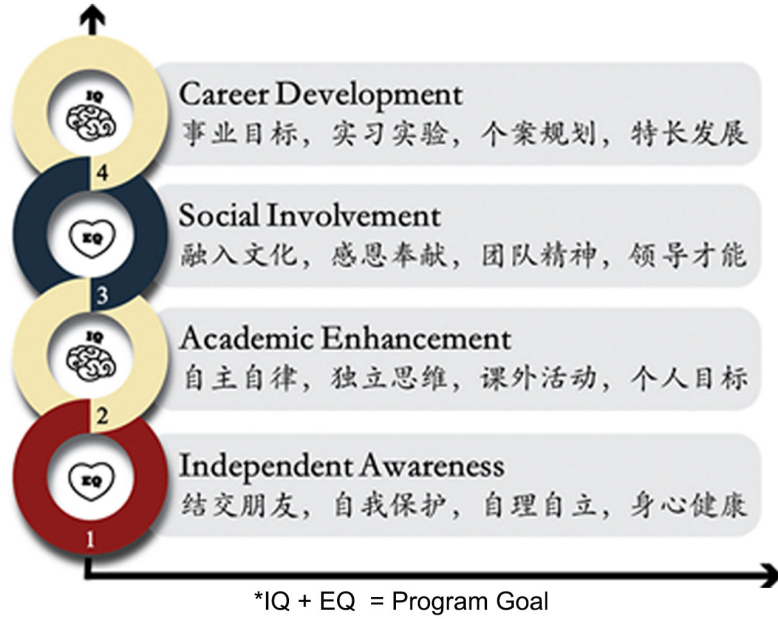 IQ
Career Development
事业目标，实习实验，个案规划，特长发展
4
Social Involvement
EQ
融入文化，感恩奉献，团队精神，领导才能
3
IQ
Academic Enhancement
自主自律，独立思维，课外活动，个人目标
2
Independent Awareness
EQ
结交朋友，自我保护，自理自立，身心健康
1
*IQ + EQ = Program Goal